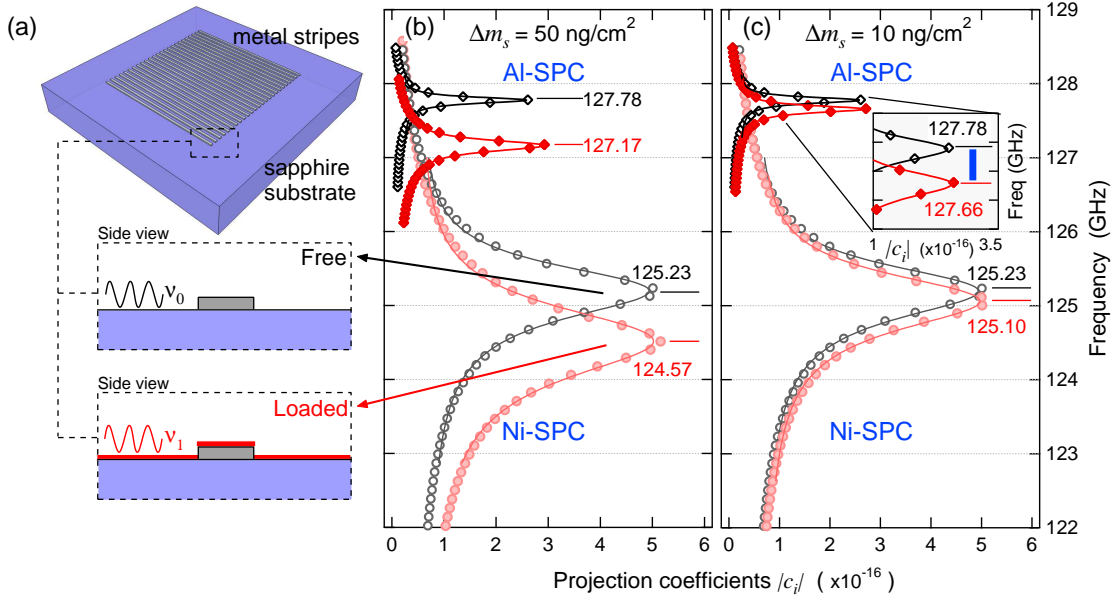 (a)
metal stripes
sapphire
substrate
Side view
Free
ν0
Side view
Loaded
ν1
(b)
Δms = 50 ng/cm2
Al-SPC
127.78
127.17
125.23
124.57
Ni-SPC
0 1 2 3 4 5 6
(c)
Δms = 10 ng/cm2
Al-SPC
127.78
127.66
Freq (GHz)
1 |ci| (x10-16) 3.5
125.23
125.10
Ni-SPC
0 1 2 3 4 5 6
129
128
127
126
125
124
123
122
Frequency (GHz)
Projection coefficients |ci| ( x10-16)